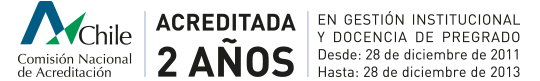 Chile
Comisión Nacional
de Acreditación
ACREDITADA
2 AÑOS
EN GESTIÓN INSTITUCIONAL
Y DOCENCIA DE PREGRADO
Desde: 28 de diciembre de 2011
Hasta: 28 de diciembre de 2013